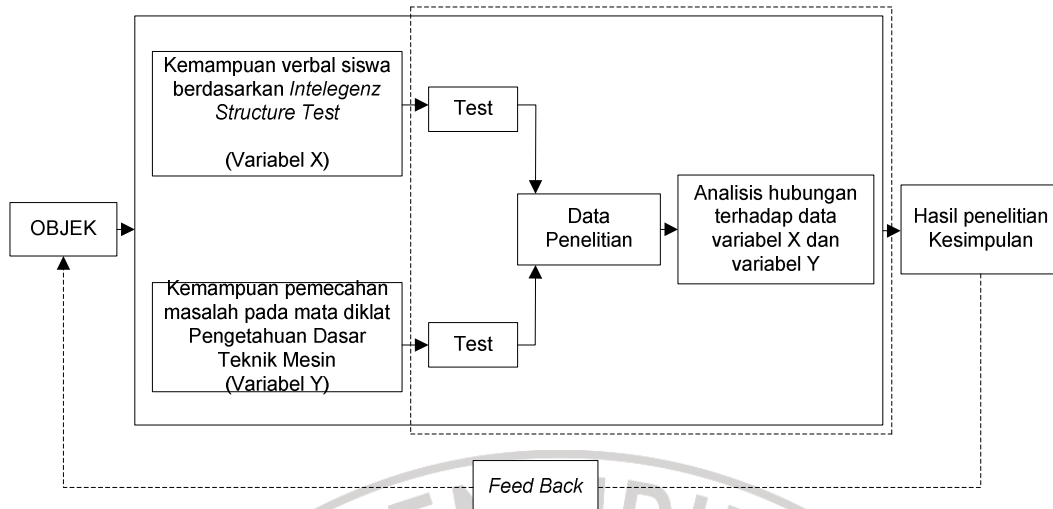 OBJEK
Kemampuan verbal siswa
berdasarkan Intelegenz
Structure Test
(Variabel X)
Test
Kemampuan pemecahan
masalah pada mata diklat
Pengetahuan Dasar
Teknik Mesin
(Variabel Y)
Test
Data
Penelitian
Analisis hubungan
terhadap data
variabel X dan
variabel Y
Hasil penelitian
Kesimpulan
Feed Back